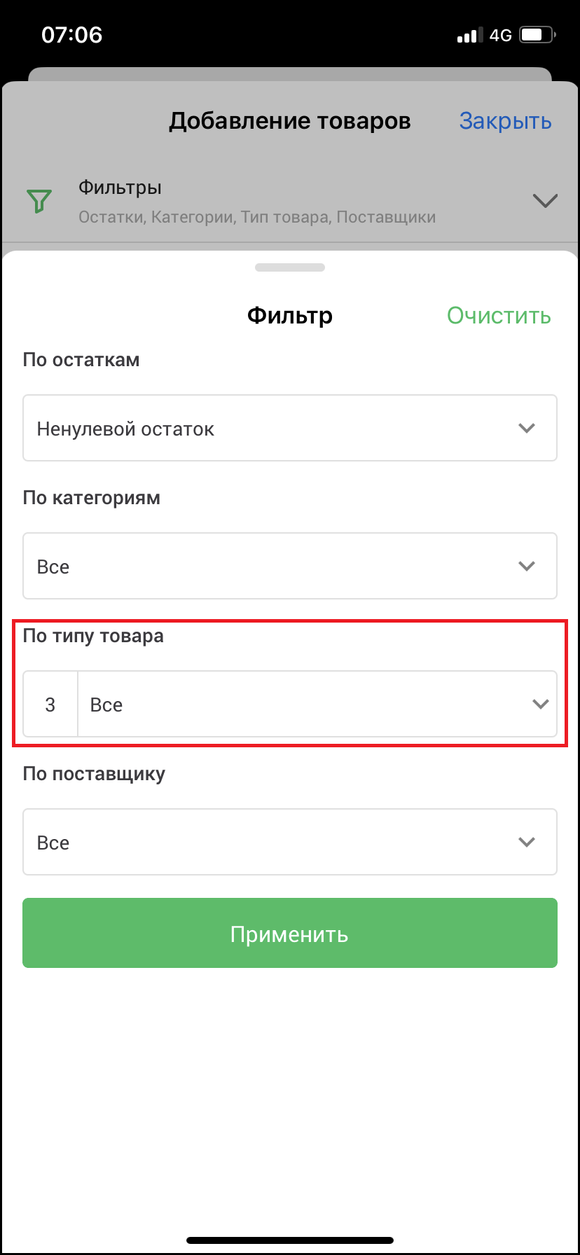 07:06
4G
Добавление товаров
Закрыть
Фильтры
Остатки, Категории, Тип товара, Поставщики
Фильтр
Очистить
По остаткам
Ненулевой остаток
По категориям
Все
По типу товара
3
Все
По поставщику
Все
Применить